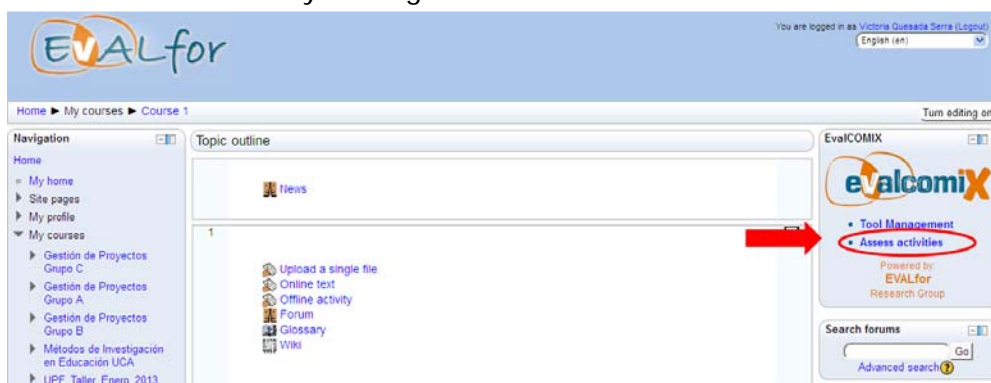 EVALfor
You are logged in as Victoria Quesada Serra (Logout)
English (en)
Home ► My courses ► Course 1
Turn editing on
Navigation
Home
My home
Site pages
My profile
My courses
Gestión de Proyectos
Grupo C
Gestión de Proyectos
Grupo A
Gestión de Proyectos
Grupo B
Métodos de Investigación
en Educación UCA
UPF_Taller_Enero_2013
Topic outline
News
1
Upload a single file
Online text
Offline activity
Forum
Glossary
Wiki
EvalCOMIX
evalcomiX
Tool Management
Assess activities
Powered by:
EVALfor
Research Group
Search forums
Go
Advanced search